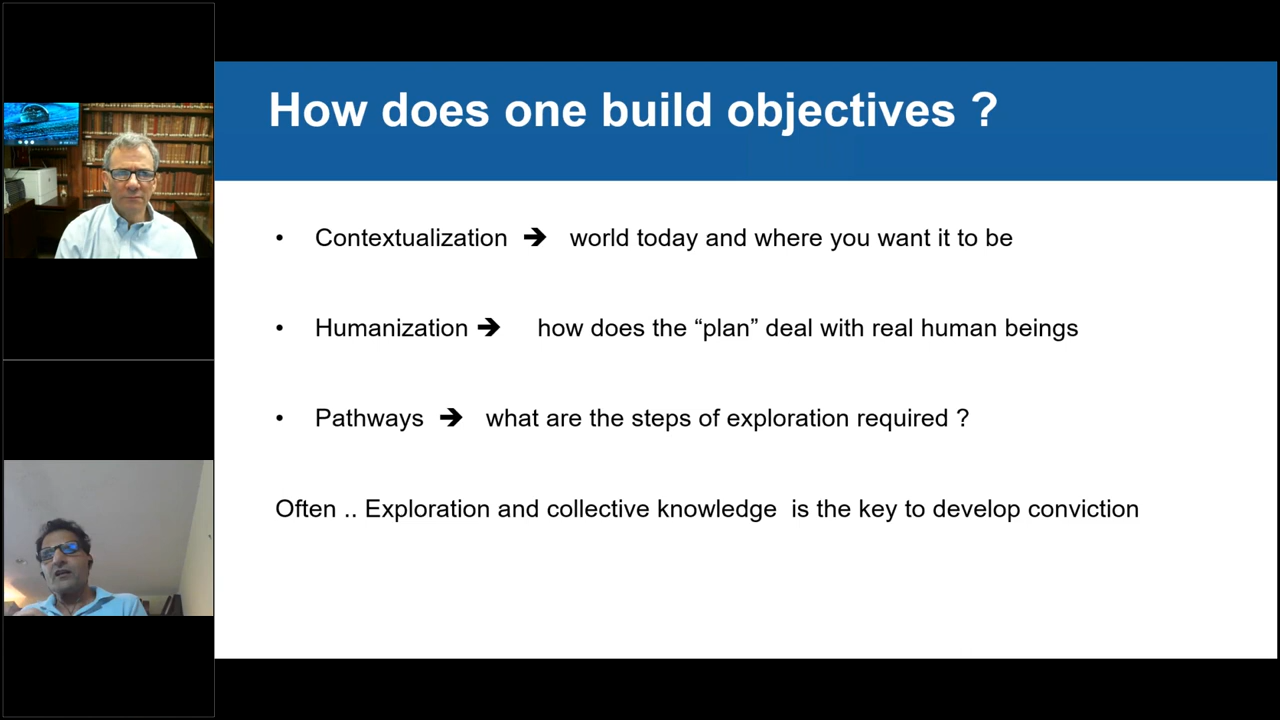 How does one build objectives ?
• Contextualization ➔ world today and where you want it to be
• Humanization ➔ how does the “plan” deal with real human beings
• Pathways ➔ what are the steps of exploration required ?
Often .. Exploration and collective knowledge is the key to develop conviction